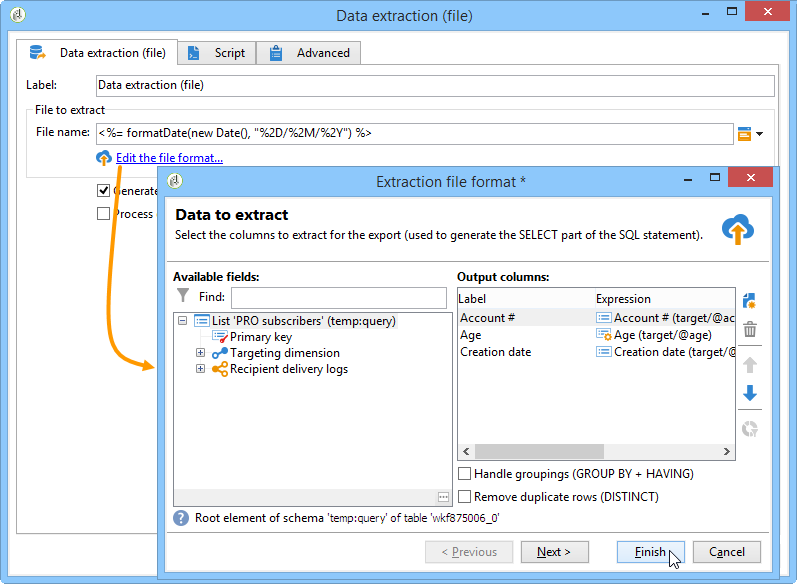 Data extraction (file)
Data extraction (file)
Script
Advanced
Label:
Data extraction (file)
File to extract
File name:
<%= formatDate(new Date(), "%2D/%2M/%2Y") %>
Edit the file format...
Generate
Process
Extraction file format *
Data to extract
Select the columns to extract for the export (used to generate the SELECT part of the SQL statement).
Available fields:
Find:
List 'PRO subscribers' (temp:query)
Primary key
Targeting dimension
Recipient delivery logs
Output columns:
Label Expression
Account # Account # (target/@ac
Age Age (target/@age)
Creation date Creation date (target/@
Handle groupings (GROUP BY + HAVING)
Remove duplicate rows (DISTINCT)
Root element of schema 'temp:query' of table 'wkf875006_0'
< Previous
Next >
Finish
Cancel